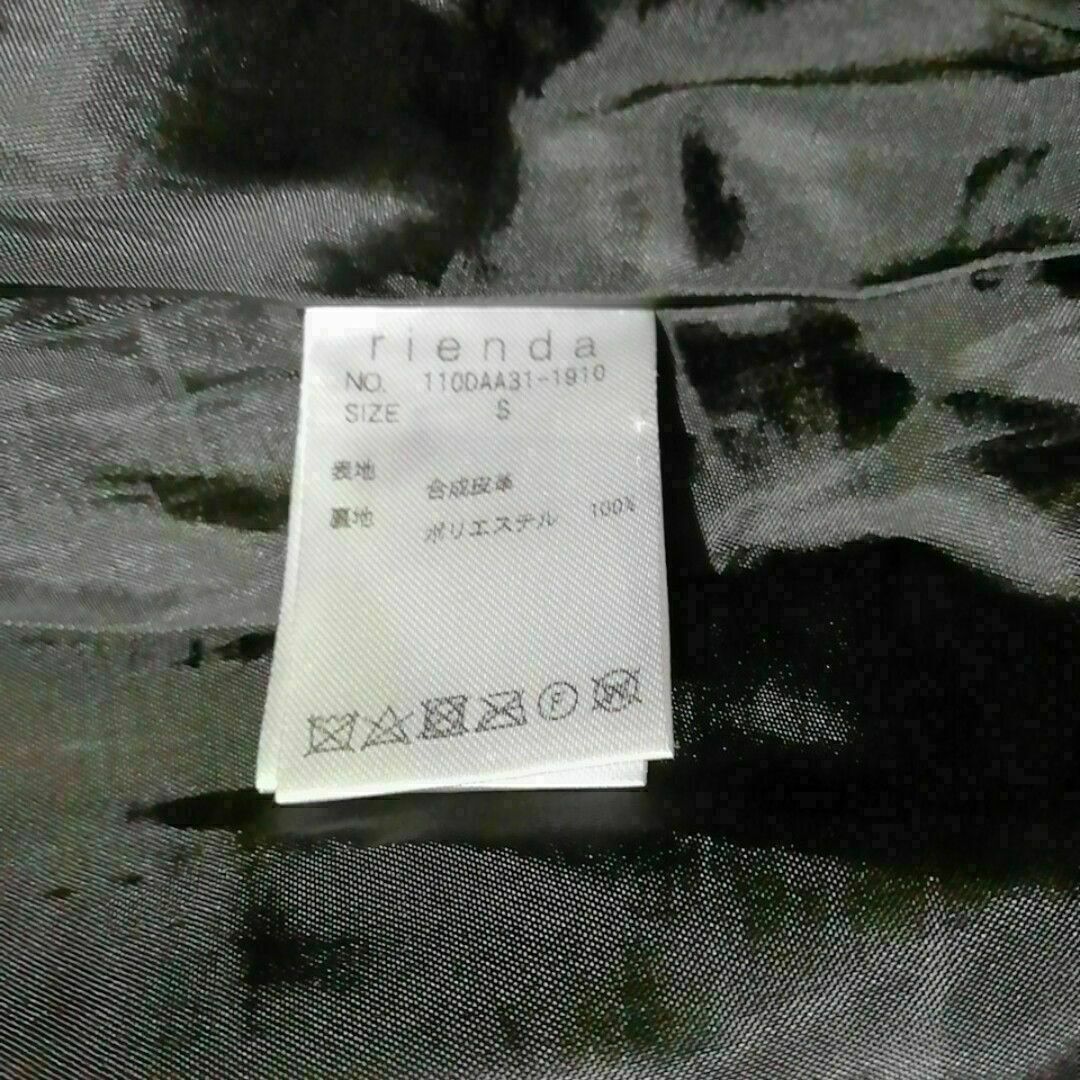 rienda
NO. 110DAA31-1910
SIZE S
表地 合成皮革
裏地 ポリエステル 100%
F
W